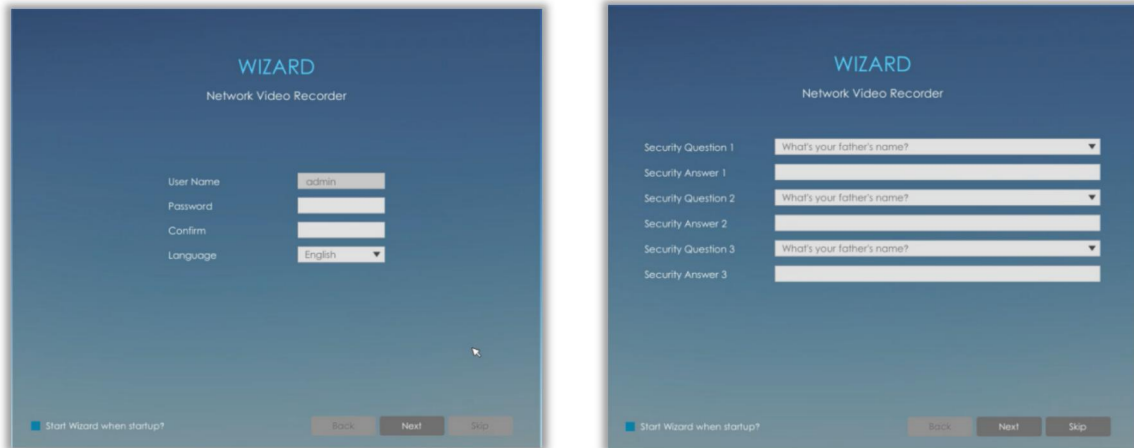 WIZARD
Network Video Recorder
User Name admin
Password
Confirm
Language English
Start Wizard when startup?
Back Next Skip
WIZARD
Network Video Recorder
Security Question 1 What's your father's name?
Security Answer 1
Security Question 2 What's your father's name?
Security Answer 2
Security Question 3 What's your father's name?
Security Answer 3
Start Wizard when startup?
Back Next Skip